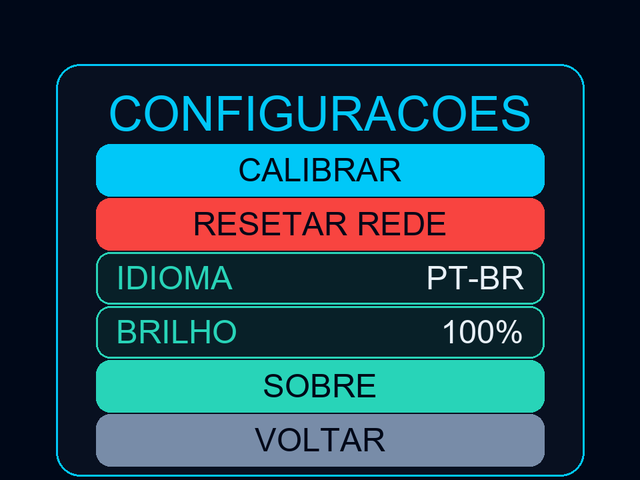 CONFIGURACOES
CALIBRAR
RESETAR REDE
IDIOMA PT-BR
BRILHO 100%
SOBRE
VOLTAR